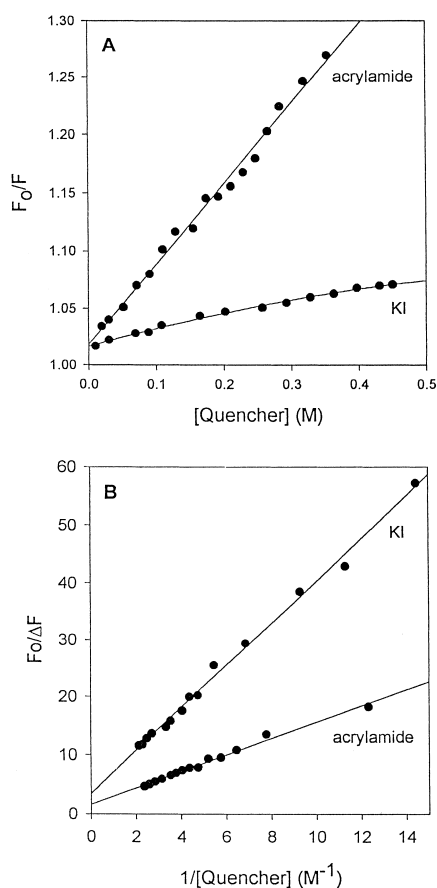 A
1.30
1.25
1.20
1.15
1.10
1.05
1.00
Fo/F
acrylamide
KI
0.0 0.1 0.2 0.3 0.4 0.5
[Quencher] (M)
B
60
50
40
30
20
10
0
Fo/ΔF
KI
acrylamide
0 2 4 6 8 10 12 14
1/[Quencher] (M-1)